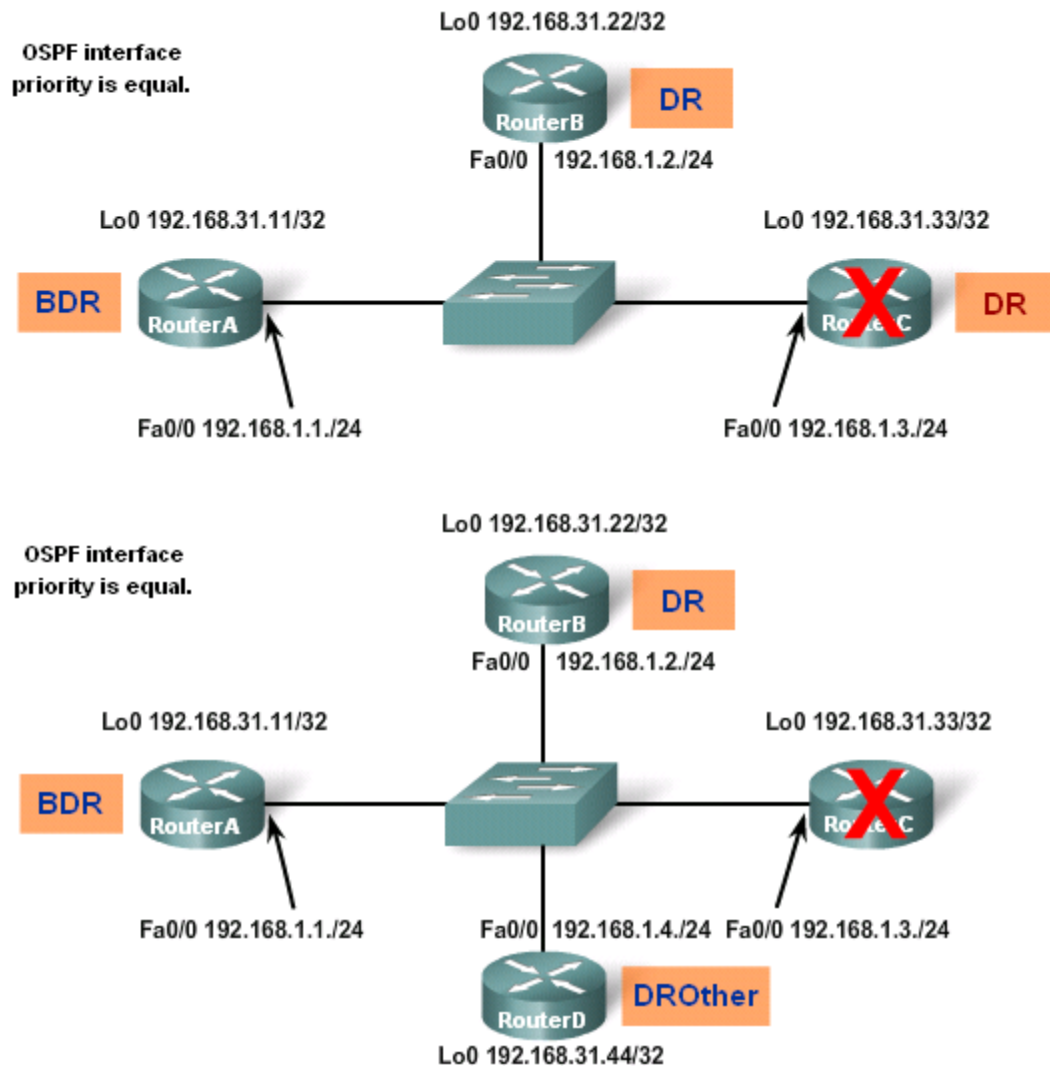 Lo0 192.168.31.22/32
OSPF interface
priority is equal.
DR
RouterB
Fa0/0 192.168.1.2./24
Lo0 192.168.31.11/32
Lo0 192.168.31.33/32
BDR
RouterA
RouterC
DR
Fa0/0 192.168.1.1./24
Fa0/0 192.168.1.3./24
Lo0 192.168.31.22/32
OSPF interface
priority is equal.
DR
RouterB
Fa0/0 192.168.1.2./24
Lo0 192.168.31.11/32
Lo0 192.168.31.33/32
BDR
RouterA
RouterC
Fa0/0 192.168.1.1./24
Fa0/0 192.168.1.4./24
Fa0/0 192.168.1.3./24
RouterD
DROther
Lo0 192.168.31.44/32